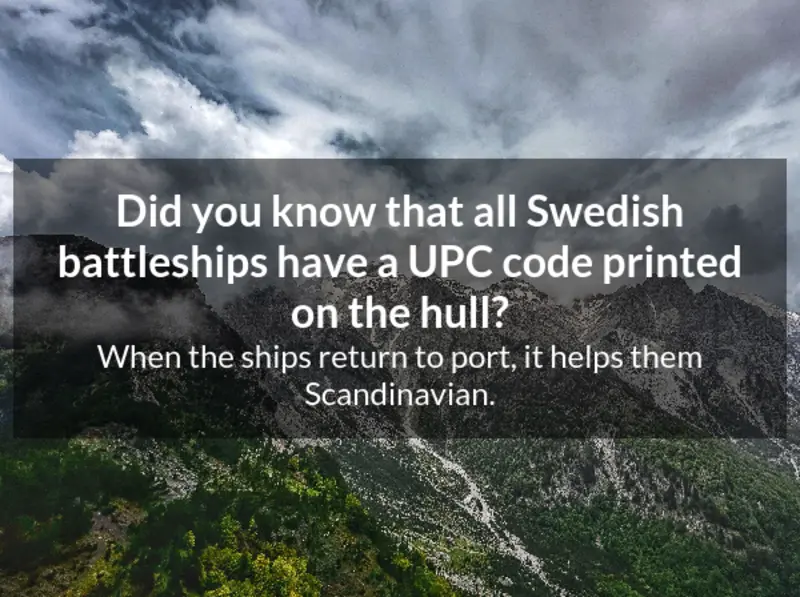 Did you know that all Swedish
battleships have a UPC code printed
on the hull?
When the ships return to port, it helps them
Scandinavian.